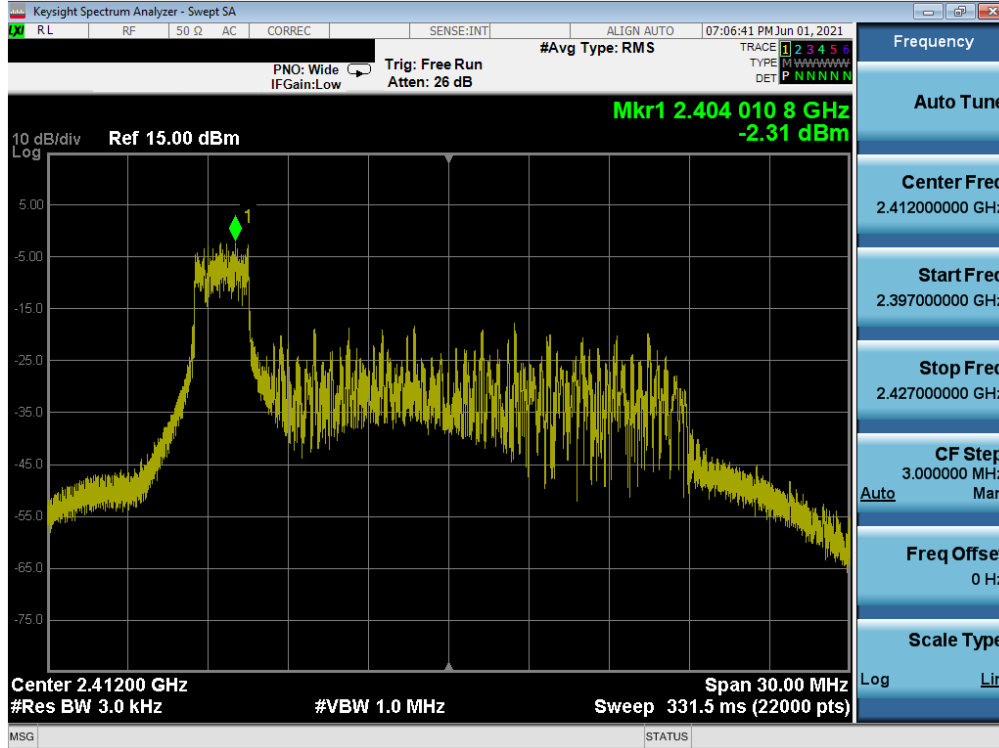 Keysight Spectrum Analyzer - Swept SA
LXI RL RF 50 Ω AC CORREC SENSE:INT ALIGN AUTO 07:06:41 PM Jun 01, 2021
#Avg Type: RMS
TRACE 1 2 3 4 5 6
PNO: Wide Trig: Free Run
TYPE M WWWWW
IFGain:Low Atten: 26 dB
DET P N N N N N
Mkr1 2.404 010 8 GHz
-2.31 dBm
10 dB/div Ref 15.00 dBm
Log
1
5.00
-5.00
-15.0
-25.0
-35.0
-45.0
-55.0
-65.0
-75.0
Center 2.41200 GHz Span 30.00 MHz
#Res BW 3.0 kHz #VBW 1.0 MHz Sweep 331.5 ms (22000 pts)
MSG STATUS
Frequency
Auto Tune
Center Freq
2.412000000 GHz
Start Freq
2.397000000 GHz
Stop Freq
2.427000000 GHz
CF Step
3.000000 MHz
Auto Man
Freq Offset
0 Hz
Scale Type
Log Lin